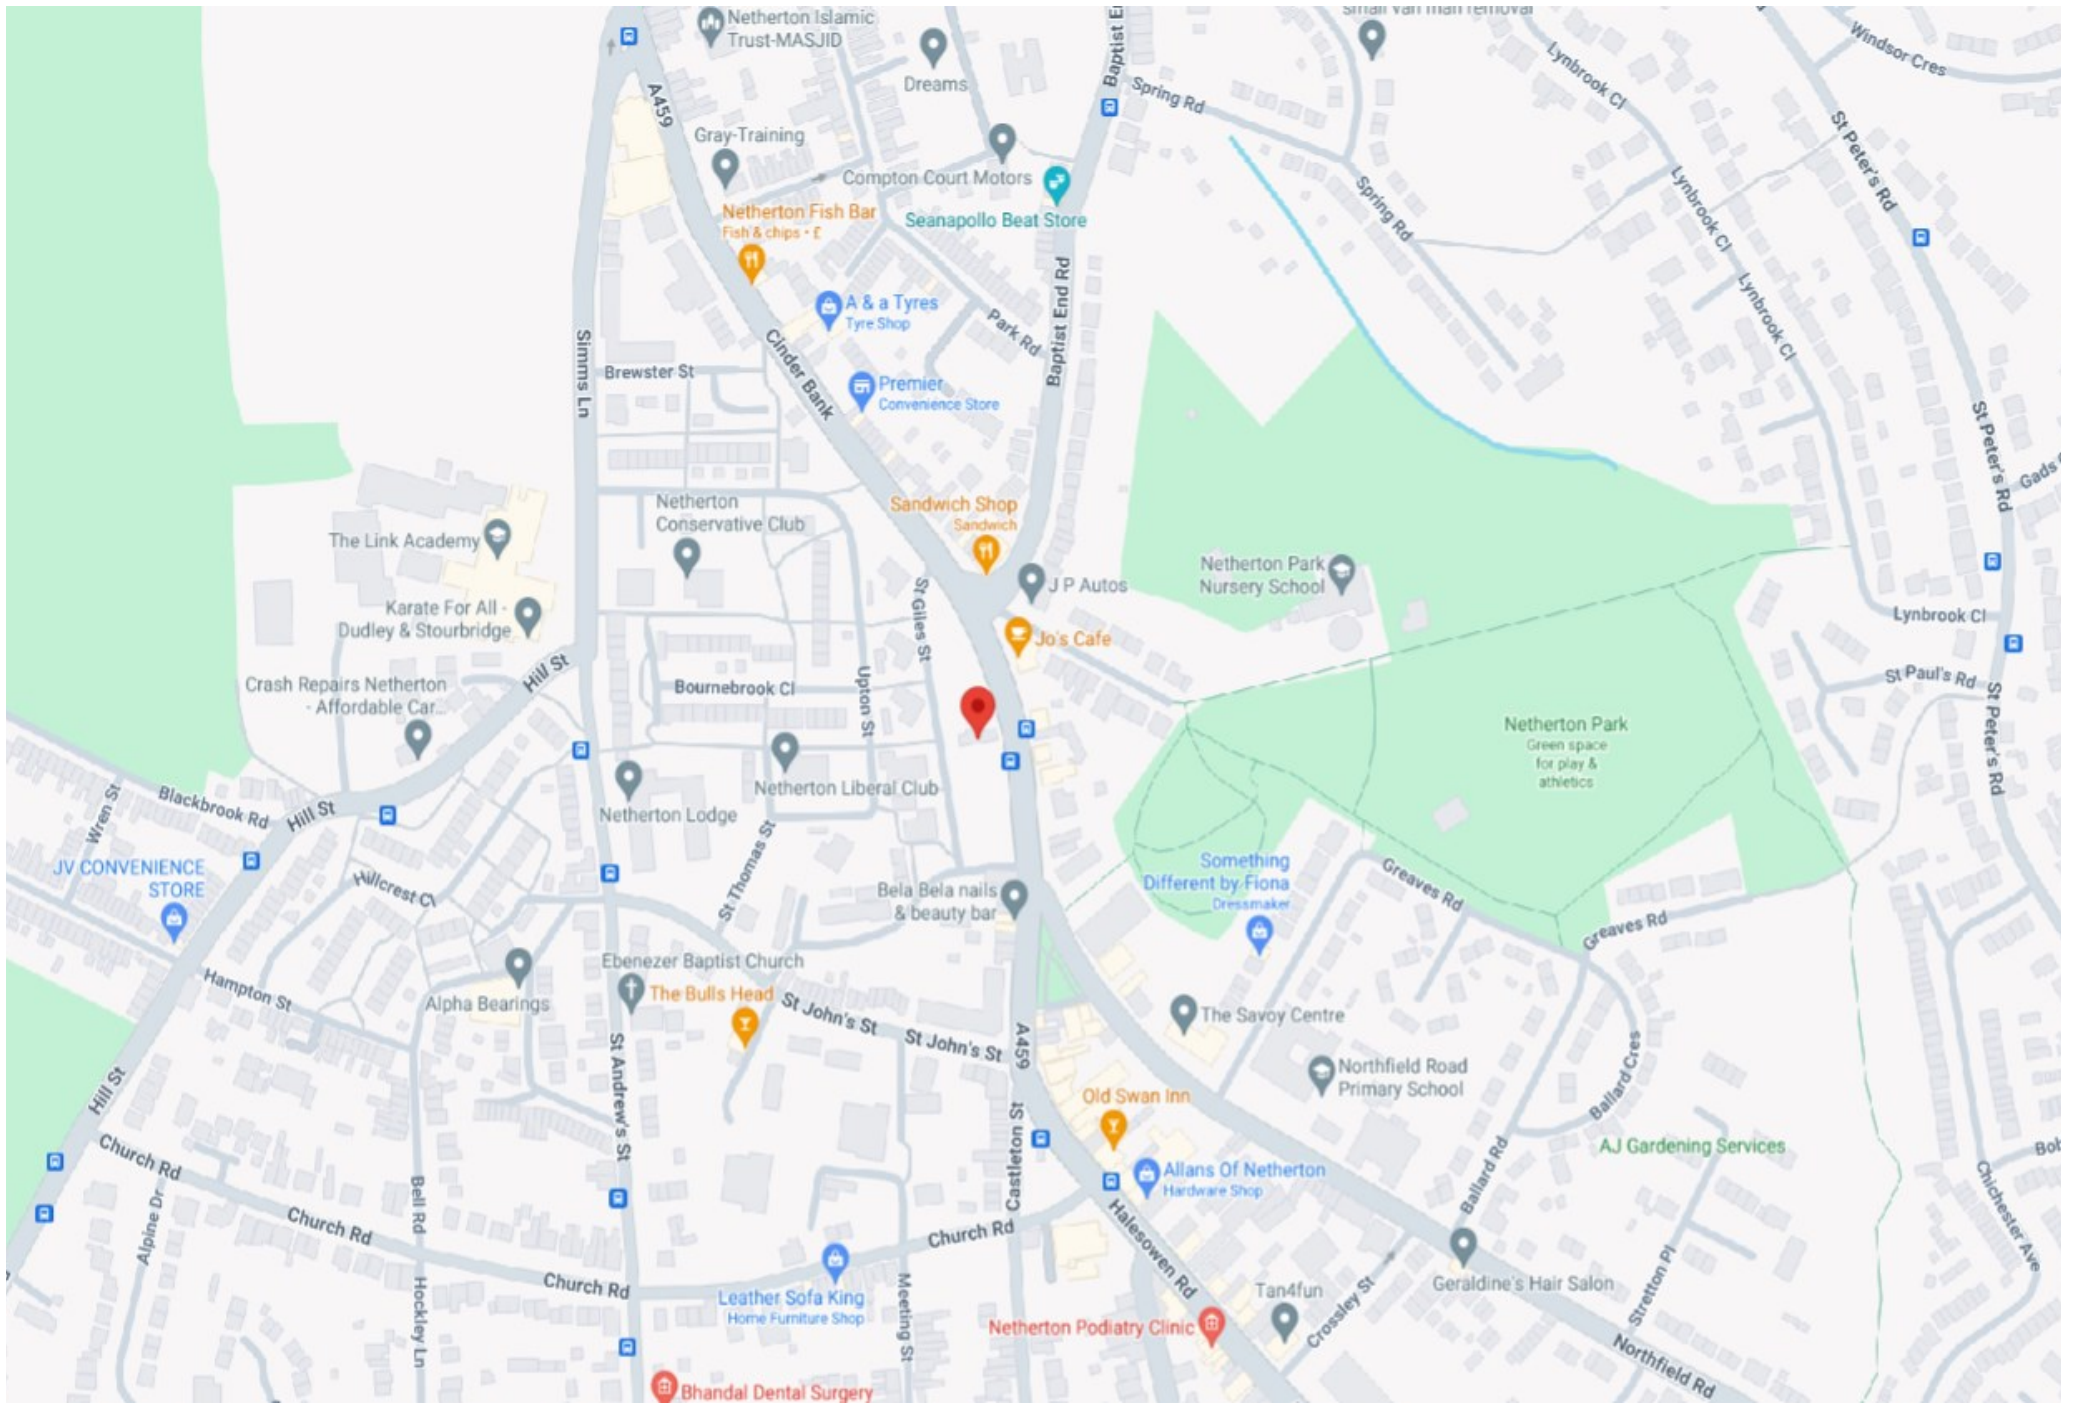 Netherton Islamic
Trust-MASJID
Dreams
Baptist E
small van man removal
Windsor Cres
Lynbrook Cl
St Peter's Rd
A459
Spring Rd
Gray-Training
Compton Court Motors
Seanapollo Beat Store
Netherton Fish Bar
Fish & chips • £
Spring Rd
Lynbrook Cl
A & a Tyres
Tyre Shop
Park Rd
Baptist End Rd
Lynbrook Cl
Simms Ln
Brewster St
Cinder Bank
Premier
Convenience Store
St Peter's Rd
Gads
Netherton
Conservative Club
Sandwich Shop
Sandwich
The Link Academy
Netherton Park
Nursery School
J P Autos
Karate For All -
Dudley & Stourbridge
St Giles St
Jo's Cafe
Lynbrook Cl
Hill St
Crash Repairs Netherton
- Affordable Car...
Bournebrook Cl
Upton St
St Paul's Rd
St Peter's Rd
Netherton Park
Green space
for play &
athletics
Netherton Liberal Club
Netherton Lodge
Blackbrook Rd
Hill St
Wren St
JV CONVENIENCE
STORE
Hillcrest Cl
St Thomas St
Bela Bela nails
& beauty bar
Something
Different by Fiona
Dressmaker
Greaves Rd
Greaves Rd
Ebenezer Baptist Church
The Bulls Head
Alpha Bearings
Hampton St
St John's St
St John's St
A459
The Savoy Centre
Northfield Road
Primary School
Ballard Cres
Hill St
St Andrew's St
Old Swan Inn
Castleton St
Allans Of Netherton
Hardware Shop
AJ Gardening Services
Ballard Rd
Bol
Church Rd
Alpine Dr
Bell Rd
Church Rd
Church Rd
Halesowen Rd
Chichester Ave
Church Rd
Hockley Ln
Leather Sofa King
Home Furniture Shop
Meeting St
Netherton Podiatry Clinic
Tan4fun
Crossley St
Geraldine's Hair Salon
Stretton Pl
Northfield Rd
Bhandal Dental Surgery